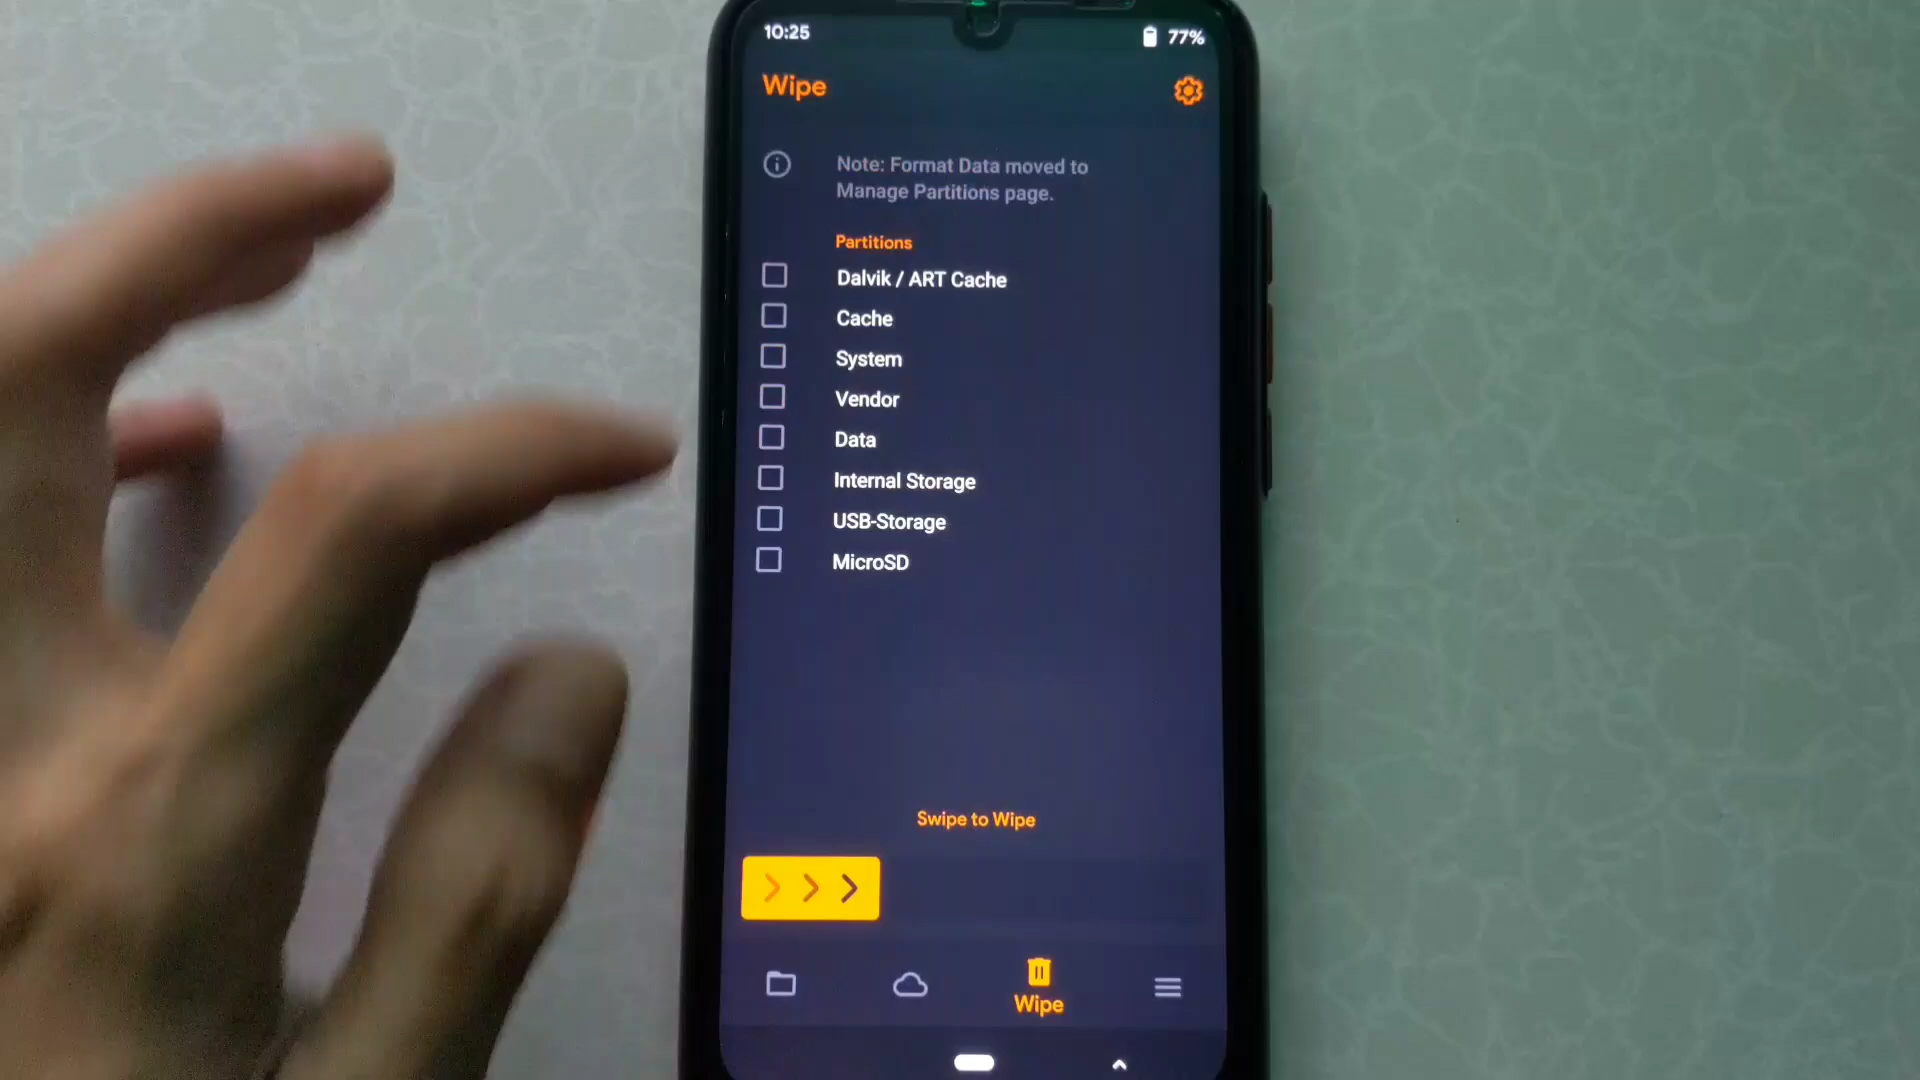 10:25
77%
Wipe
Note: Format Data moved to
Manage Partitions page.
Partitions
Dalvik / ART Cache
Cache
System
Vendor
Data
Internal Storage
USB-Storage
MicroSD
Swipe to Wipe
Wipe